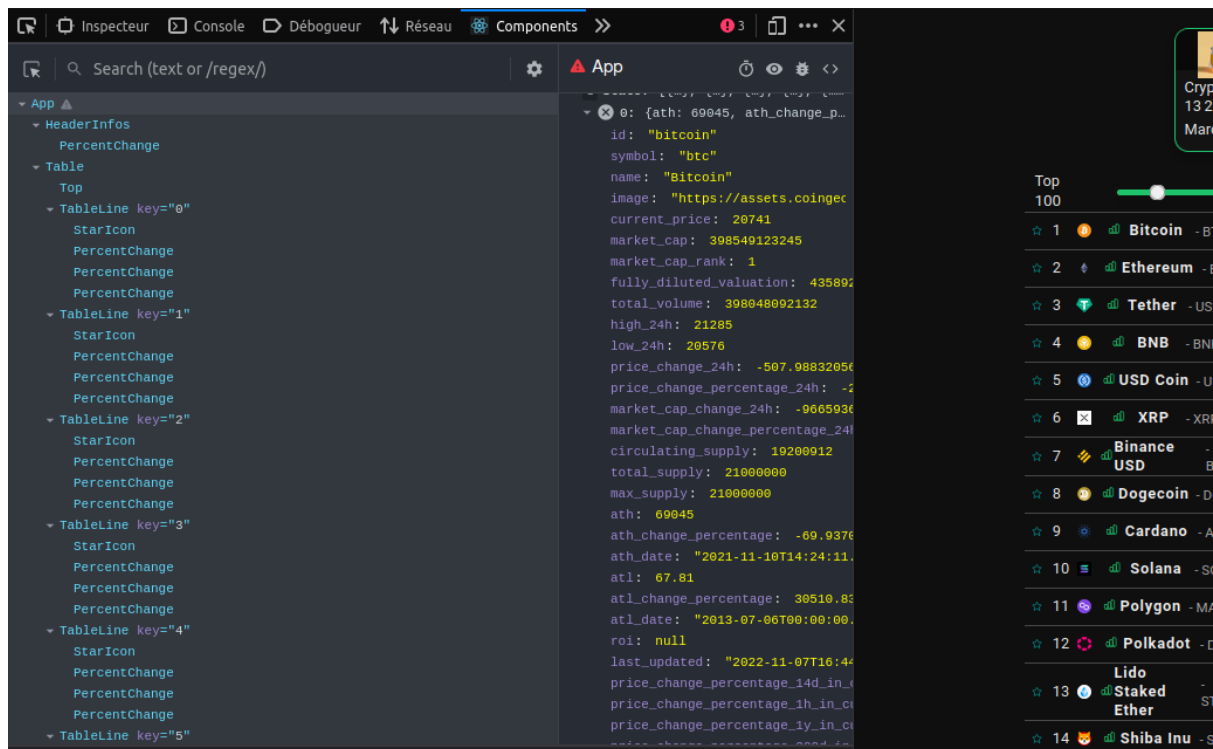 Inspecteur Console Débogueur Réseau Components 3
Search (text or /regex/)
App
HeaderInfos
PercentChange
Table
Top
TableLine key="0"
StarIcon
PercentChange
PercentChange
PercentChange
TableLine key="1"
StarIcon
PercentChange
PercentChange
PercentChange
TableLine key="2"
StarIcon
PercentChange
PercentChange
PercentChange
TableLine key="3"
StarIcon
PercentChange
PercentChange
PercentChange
TableLine key="4"
StarIcon
PercentChange
PercentChange
PercentChange
TableLine key="5"
App
0: {ath: 69045, ath_change_p…
id: "bitcoin"
symbol: "btc"
name: "Bitcoin"
image: "https://assets.coingec
current_price: 20741
market_cap: 398549123245
market_cap_rank: 1
fully_diluted_valuation: 435892
total_volume: 398048092132
high_24h: 21285
low_24h: 20576
price_change_24h: -507.98832056
price_change_percentage_24h: -2
market_cap_change_24h: -9665936
market_cap_change_percentage_24h
circulating_supply: 19200912
total_supply: 21000000
max_supply: 21000000
ath: 69045
ath_change_percentage: -69.9370
ath_date: "2021-11-10T14:24:11.
atl: 67.81
atl_change_percentage: 30510.83
atl_date: "2013-07-06T00:00:00.
roi: null
last_updated: "2022-11-07T16:44
price_change_percentage_14d_in_c
price_change_percentage_1h_in_cu
price_change_percentage_1y_in_cu
Cryp
13 2
Marc
Top
100
1 Bitcoin - BT
2 Ethereum - E
3 Tether - US
4 BNB - BNB
5 USD Coin - U
6 XRP - XRP
7 Binance
USD - B
8 Dogecoin - D
9 Cardano - A
10 Solana - SO
11 Polygon - MA
12 Polkadot - D
Lido
13 Staked - ST
Ether
14 Shiba Inu - S